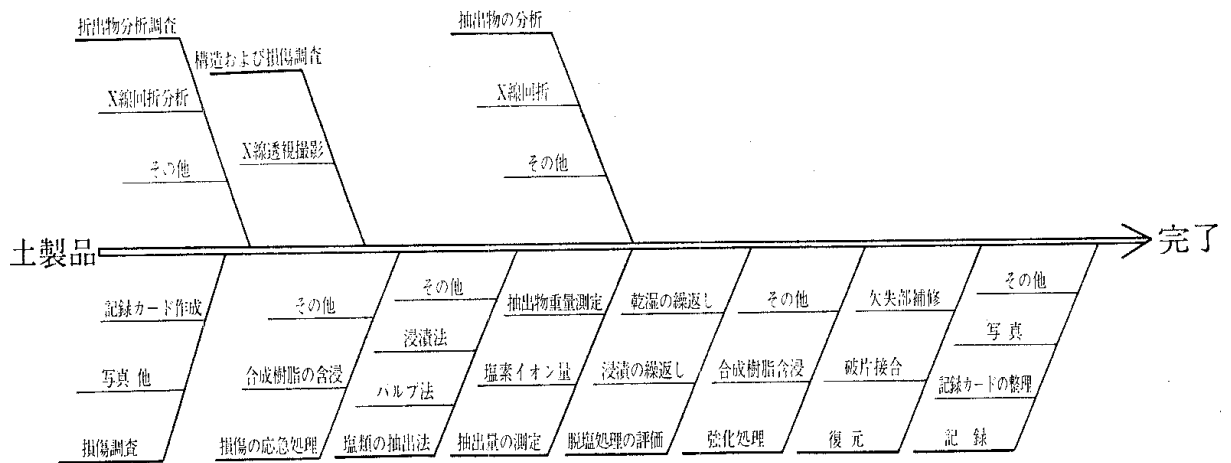 折出物分析調査
X線回折分析
その他
構造および損傷調査
X線透視撮影
抽出物の分析
X線回折
その他
土製品
完了
記録カード作成
写真 他
損傷調査
その他
合成樹脂の含浸
損傷の応急処理
その他
浸漬法
パルプ法
塩類の抽出法
抽出物重量測定
塩素イオン量
抽出量の測定
乾湿の繰返し
浸漬の繰返し
脱塩処理の評価
その他
合成樹脂含浸
強化処理
欠失部補修
破片接合
復 元
その他
写 真
記録カードの整理
記 録